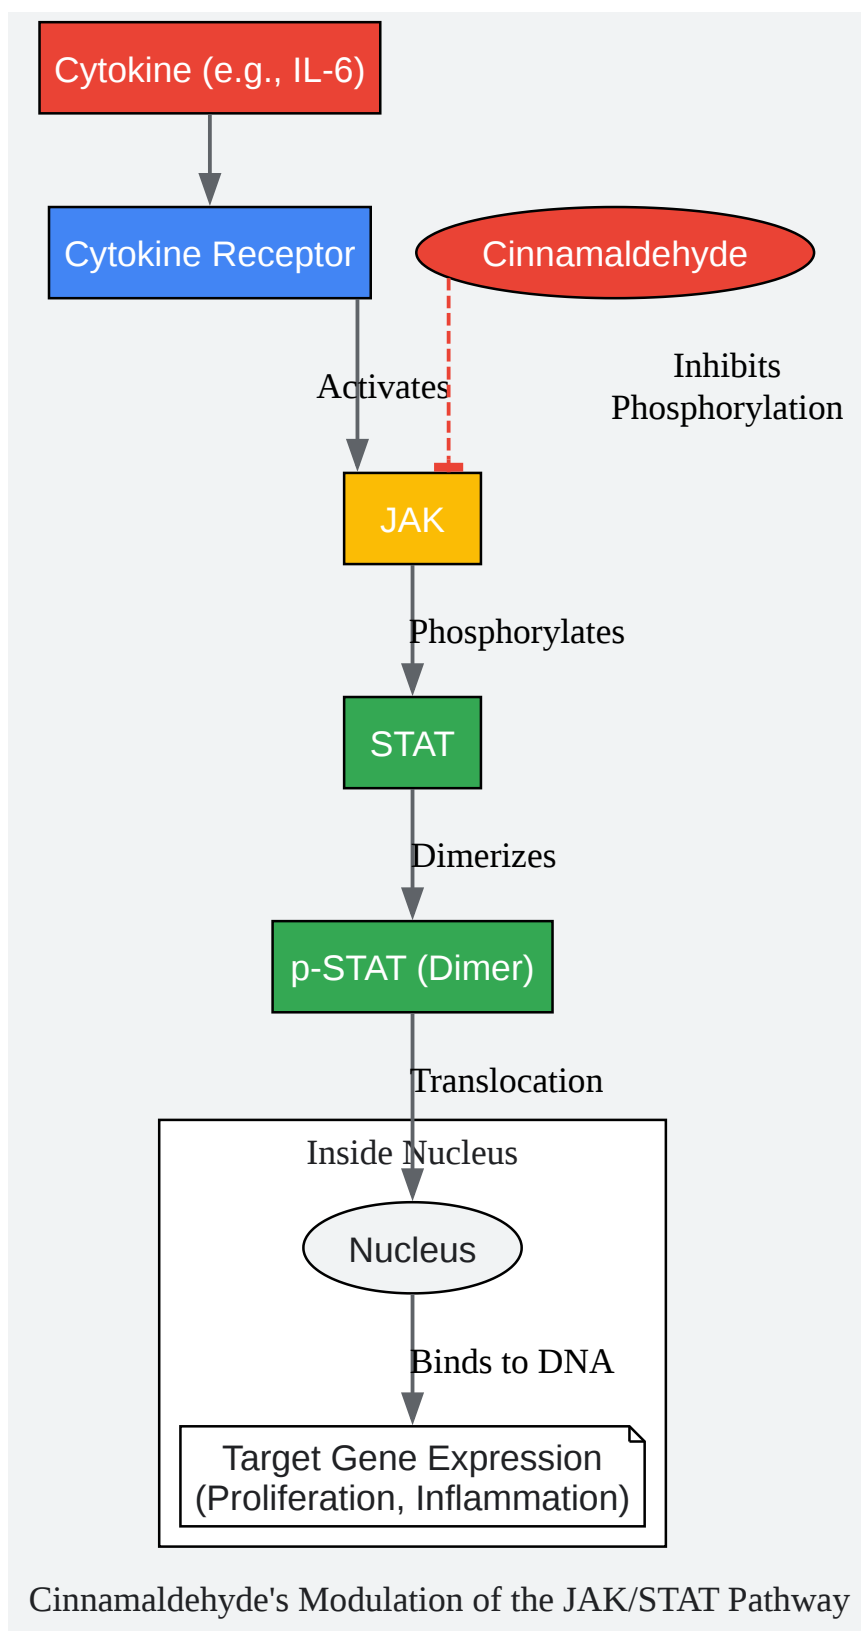 Cytokine (e.g., IL-6)
Cytokine Receptor
Cinnamaldehyde
Activates
Inhibits
Phosphorylation
JAK
Phosphorylates
STAT
Dimerizes
p-STAT (Dimer)
Translocation
Inside Nucleus
Nucleus
Binds to DNA
Target Gene Expression
(Proliferation, Inflammation)
Cinnamaldehyde's Modulation of the JAK/STAT Pathway